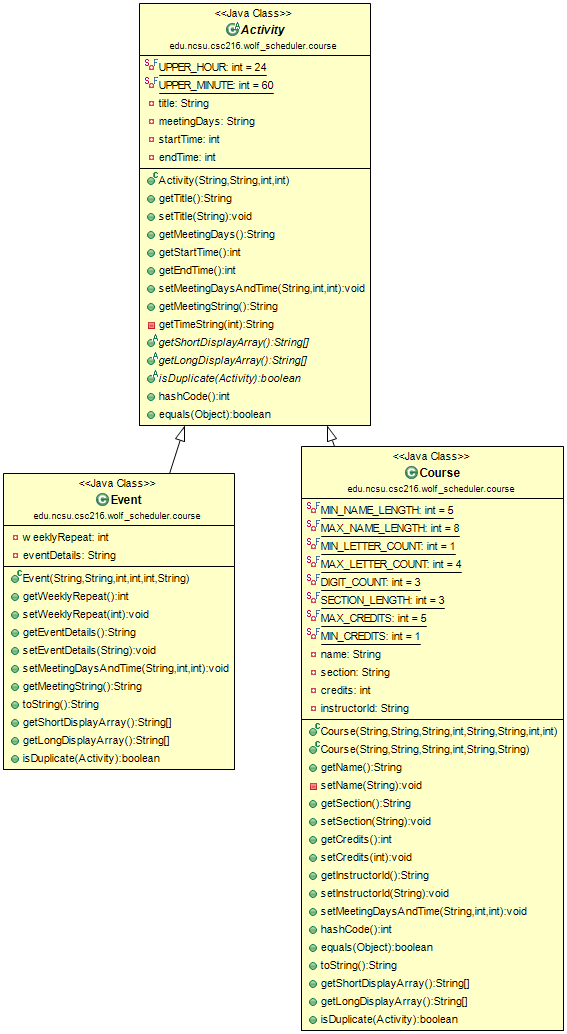 <<Java Class>>
Activity
edu.ncsu.csc216.wolf_scheduler.course
UPPER_HOUR: int = 24
UPPER_MINUTE: int = 60
title: String
meetingDays: String
startTime: int
endTime: int
Activity(String,String,int,int)
getTitle():String
setTitle(String):void
getMeetingDays():String
getStartTime():int
getEndTime():int
setMeetingDaysAndTime(String,int,int):void
getMeetingString():String
getTimeString(int):String
getShortDisplayArray():String[]
getLongDisplayArray():String[]
isDuplicate(Activity):boolean
hashCode():int
equals(Object):boolean
<<Java Class>>
Event
edu.ncsu.csc216.wolf_scheduler.course
weeklyRepeat: int
eventDetails: String
Event(String,String,int,int,int,String)
getWeeklyRepeat():int
setWeeklyRepeat(int):void
getEventDetails():String
setEventDetails(String):void
setMeetingDaysAndTime(String,int,int):void
getMeetingString():String
toString():String
getShortDisplayArray():String[]
getLongDisplayArray():String[]
isDuplicate(Activity):boolean
<<Java Class>>
Course
edu.ncsu.csc216.wolf_scheduler.course
MIN_NAME_LENGTH: int = 5
MAX_NAME_LENGTH: int = 8
MIN_LETTER_COUNT: int = 1
MAX_LETTER_COUNT: int = 4
DIGIT_COUNT: int = 3
SECTION_LENGTH: int = 3
MAX_CREDITS: int = 5
MIN_CREDITS: int = 1
name: String
section: String
credits: int
instructorId: String
Course(String,String,String,int,String,String,int,int)
Course(String,String,String,int,String,String)
getName():String
setName(String):void
getSection():String
setSection(String):void
getCredits():int
setCredits(int):void
getInstructorId():String
setInstructorId(String):void
setMeetingDaysAndTime(String,int,int):void
hashCode():int
equals(Object):boolean
toString():String
getShortDisplayArray():String[]
getLongDisplayArray():String[]
isDuplicate(Activity):boolean